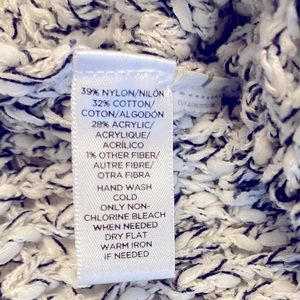 39% NYLON/NILÓN
32% COTTON/
COTON/ALGODÓN
28% ACRYLIC/
ACRYLIQUE/
ACRÍLICO
1% OTHER FIBER/
AUTRE FIBRE/
OTRA FIBRA
HAND WASH
COLD
ONLY NON-
CHLORINE BLEACH
WHEN NEEDED
DRY FLAT
WARM IRON
IF NEEDED